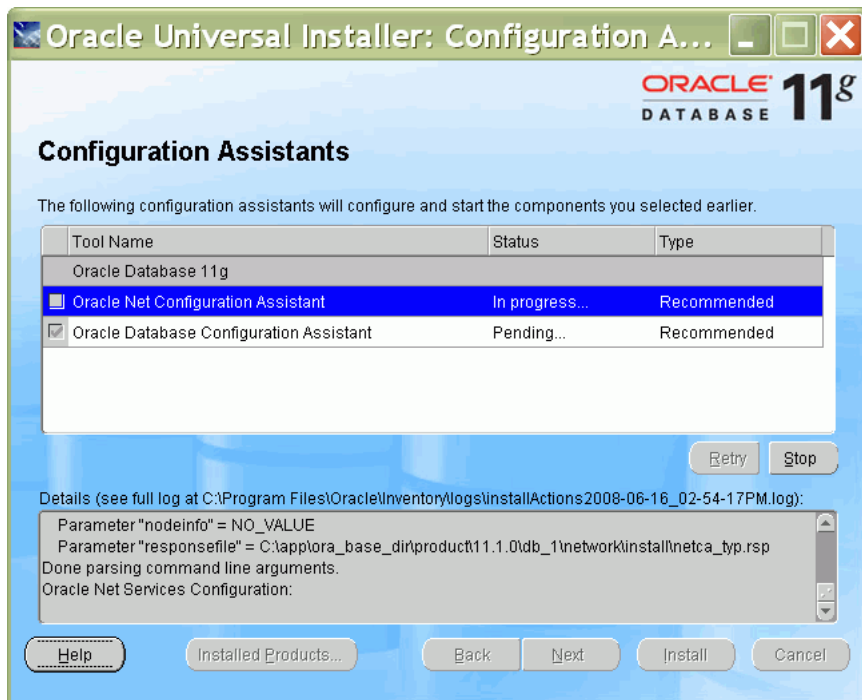 Oracle Universal Installer: Configuration A...
ORACLE®
DATABASE 11g
Configuration Assistants
The following configuration assistants will configure and start the components you selected earlier.
Tool Name Status Type
Oracle Database 11g
Oracle Net Configuration Assistant In progress... Recommended
Oracle Database Configuration Assistant Pending... Recommended
Retry Stop
Details (see full log at C:\Program Files\Oracle\Inventory\logs\installActions2008-06-16_02-54-17PM.log):
Parameter "nodeinfo" = NO_VALUE
Parameter "responsefile" = C:\app\ora_base_dir\product\11.1.0\db_1\network\install\netca_typ.rsp
Done parsing command line arguments.
Oracle Net Services Configuration:
Help Installed Products... Back Next Install Cancel